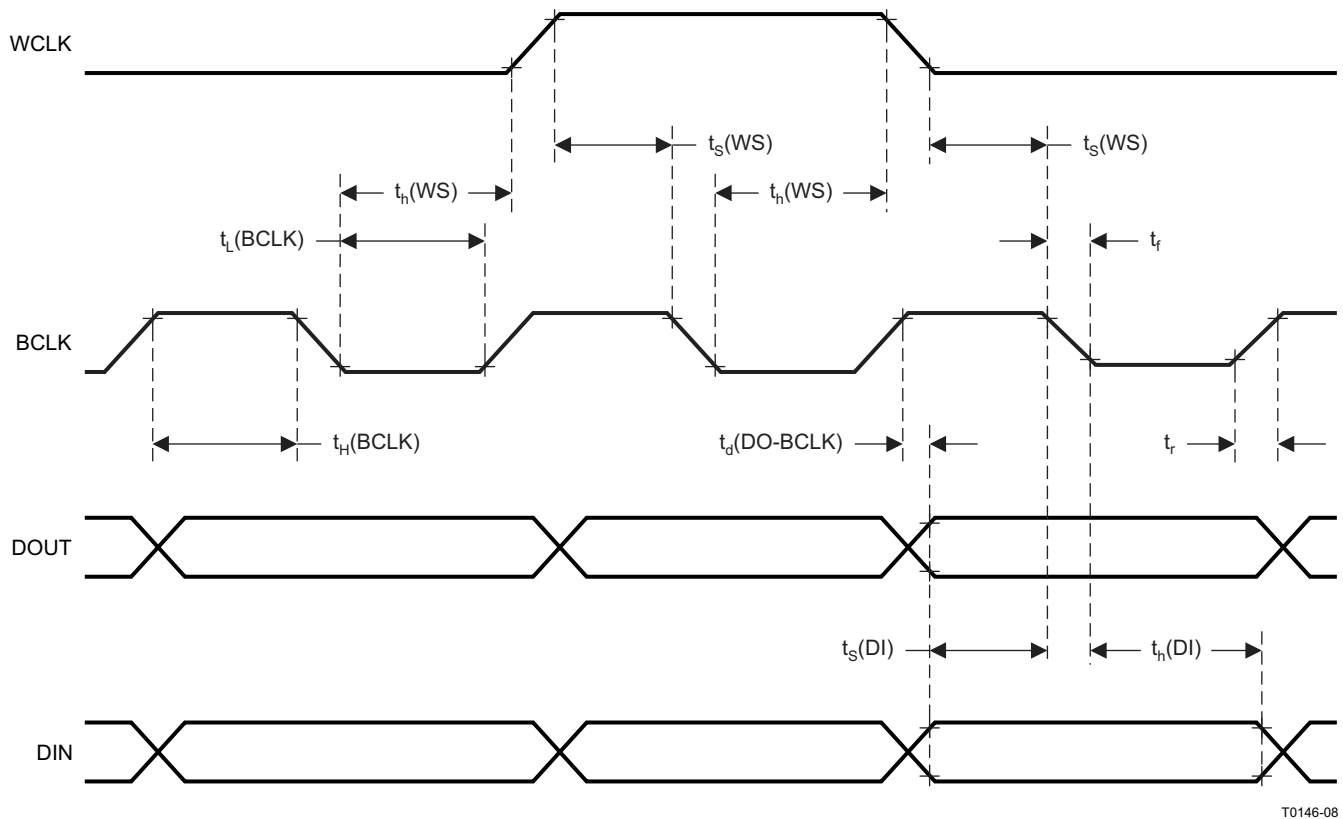 WCLK
tS(WS)
tS(WS)
th(WS)
th(WS)
tL(BCLK)
tf
BCLK
tH(BCLK)
td(DO-BCLK)
tr
DOUT
tS(DI)
th(DI)
DIN
T0146-08